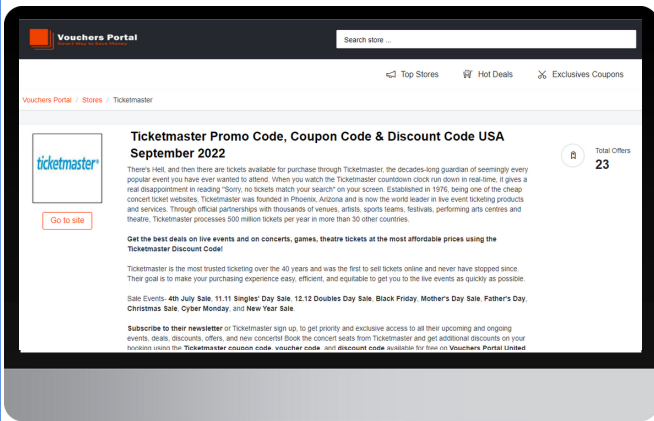 Vouchers Portal
Smart Way to Save Money
Search store ...
Top Stores
Hot Deals
Exclusives Coupons
Vouchers Portal / Stores / Ticketmaster
ticketmaster®
Go to site
Ticketmaster Promo Code, Coupon Code & Discount Code USA
September 2022
There's Hell, and then there are tickets available for purchase through Ticketmaster, the decades-long guardian of seemingly every
popular event you have ever wanted to attend. When you watch the Ticketmaster countdown clock run down in real-time, it gives a
real disappointment in reading "Sorry, no tickets match your search" on your screen. Established in 1976, being one of the cheap
concert ticket websites, Ticketmaster was founded in Phoenix, Arizona and is now the world leader in live event ticketing products
and services. Through official partnerships with thousands of venues, artists, sports teams, festivals, performing arts centres and
theatre, Ticketmaster processes 500 million tickets per year in more than 30 other countries.
Get the best deals on live events and on concerts, games, theatre tickets at the most affordable prices using the
Ticketmaster Discount Code!
Ticketmaster is the most trusted ticketing over the 40 years and was the first to sell tickets online and never have stopped since.
Their goal is to make your purchasing experience easy, efficient, and equitable to get you to the live events as quickly as possible.
Sale Events- 4th July Sale, 11.11 Singles' Day Sale, 12.12 Doubles Day Sale, Black Friday, Mother's Day Sale, Father's Day,
Christmas Sale, Cyber Monday, and New Year Sale.
Subscribe to their newsletter or Ticketmaster sign up, to get priority and exclusive access to all their upcoming and ongoing
events, deals, discounts, offers, and new concerts! Book the concert seats from Ticketmaster and get additional discounts on your
booking using the Ticketmaster coupon code, voucher code, and discount code available for free on Vouchers Portal United
Total Offers
23